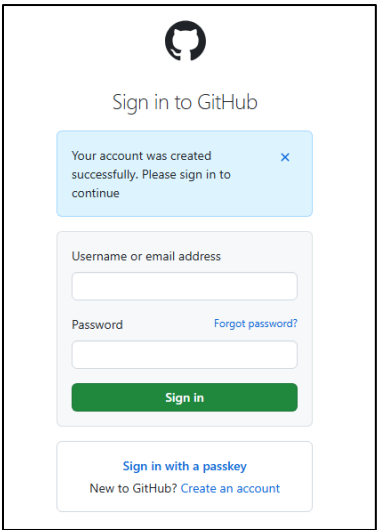 Sign in to GitHub
Your account was created
successfully. Please sign in to
continue
Username or email address
Password Forgot password?
Sign in
Sign in with a passkey
New to GitHub? Create an account